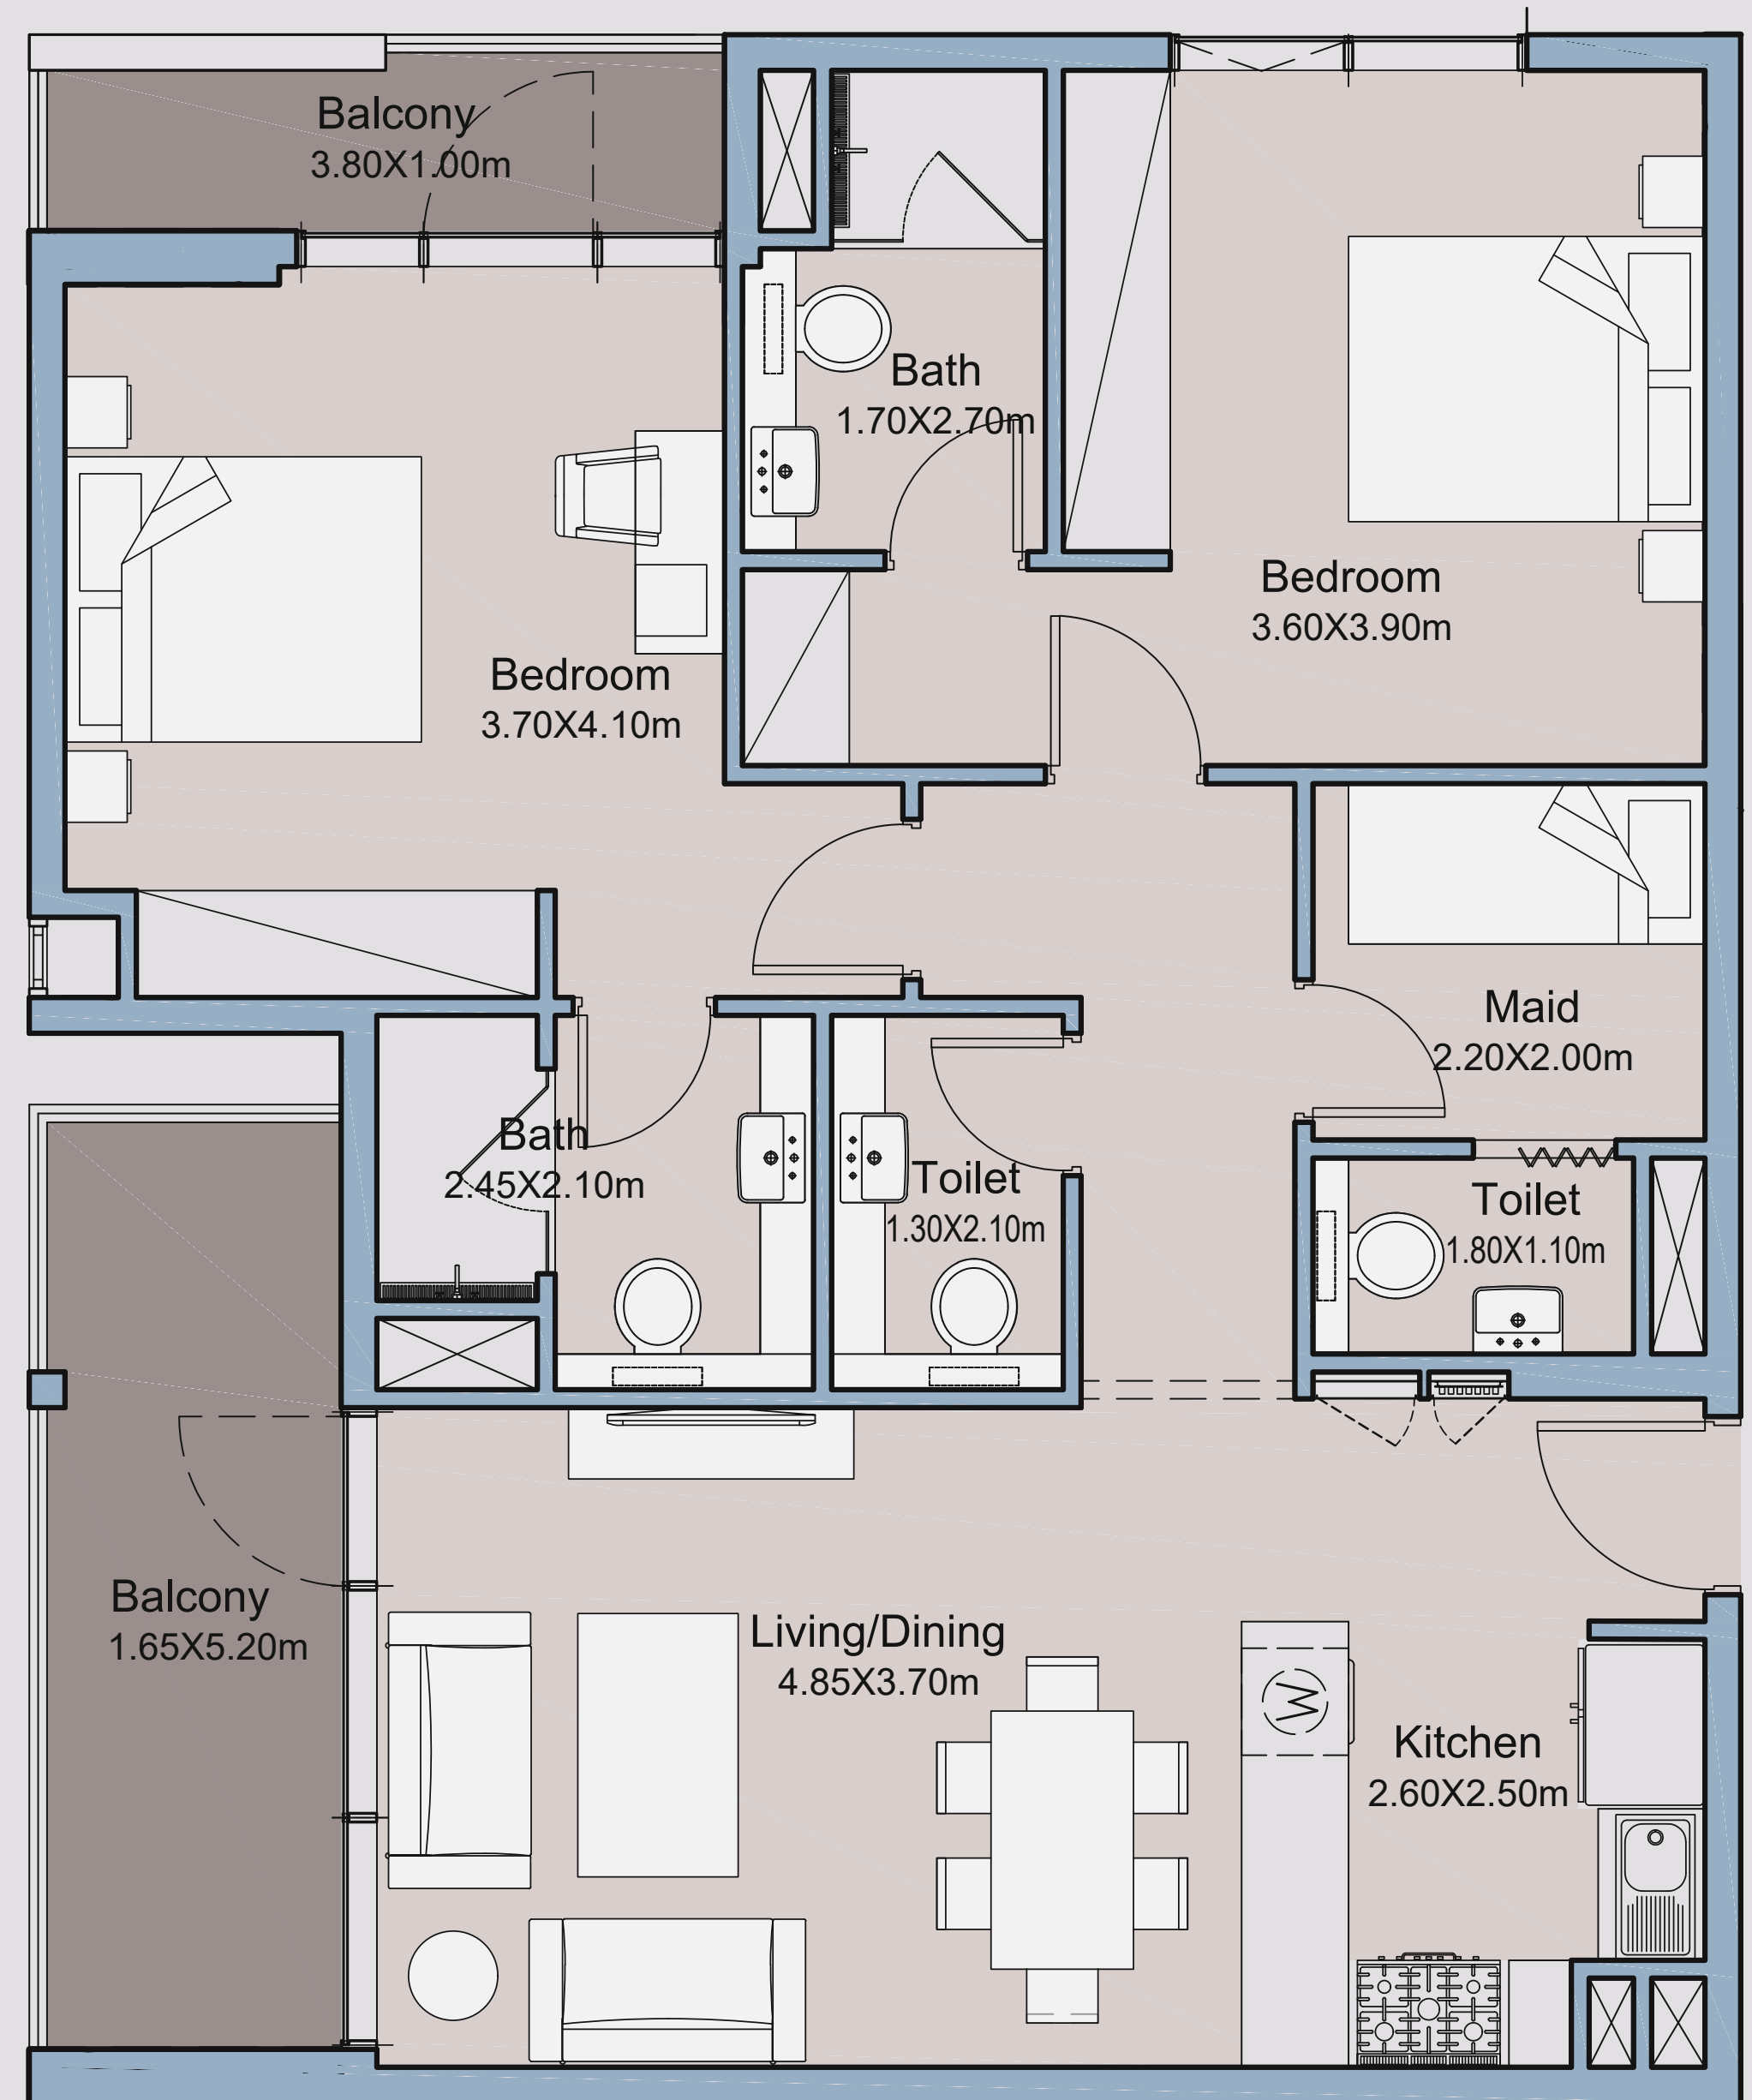 Balcony
3.80X1.00m
Bath
1.70X2.70m
Bedroom
3.60X3.90m
Bedroom
3.70X4.10m
Maid
2.20X2.00m
Bath
2.45X2.10m
Toilet
1.30X2.10m
Toilet
1.80X1.10m
Balcony
1.65X5.20m
Living/Dining
4.85X3.70m
W
Kitchen
2.60X2.50m